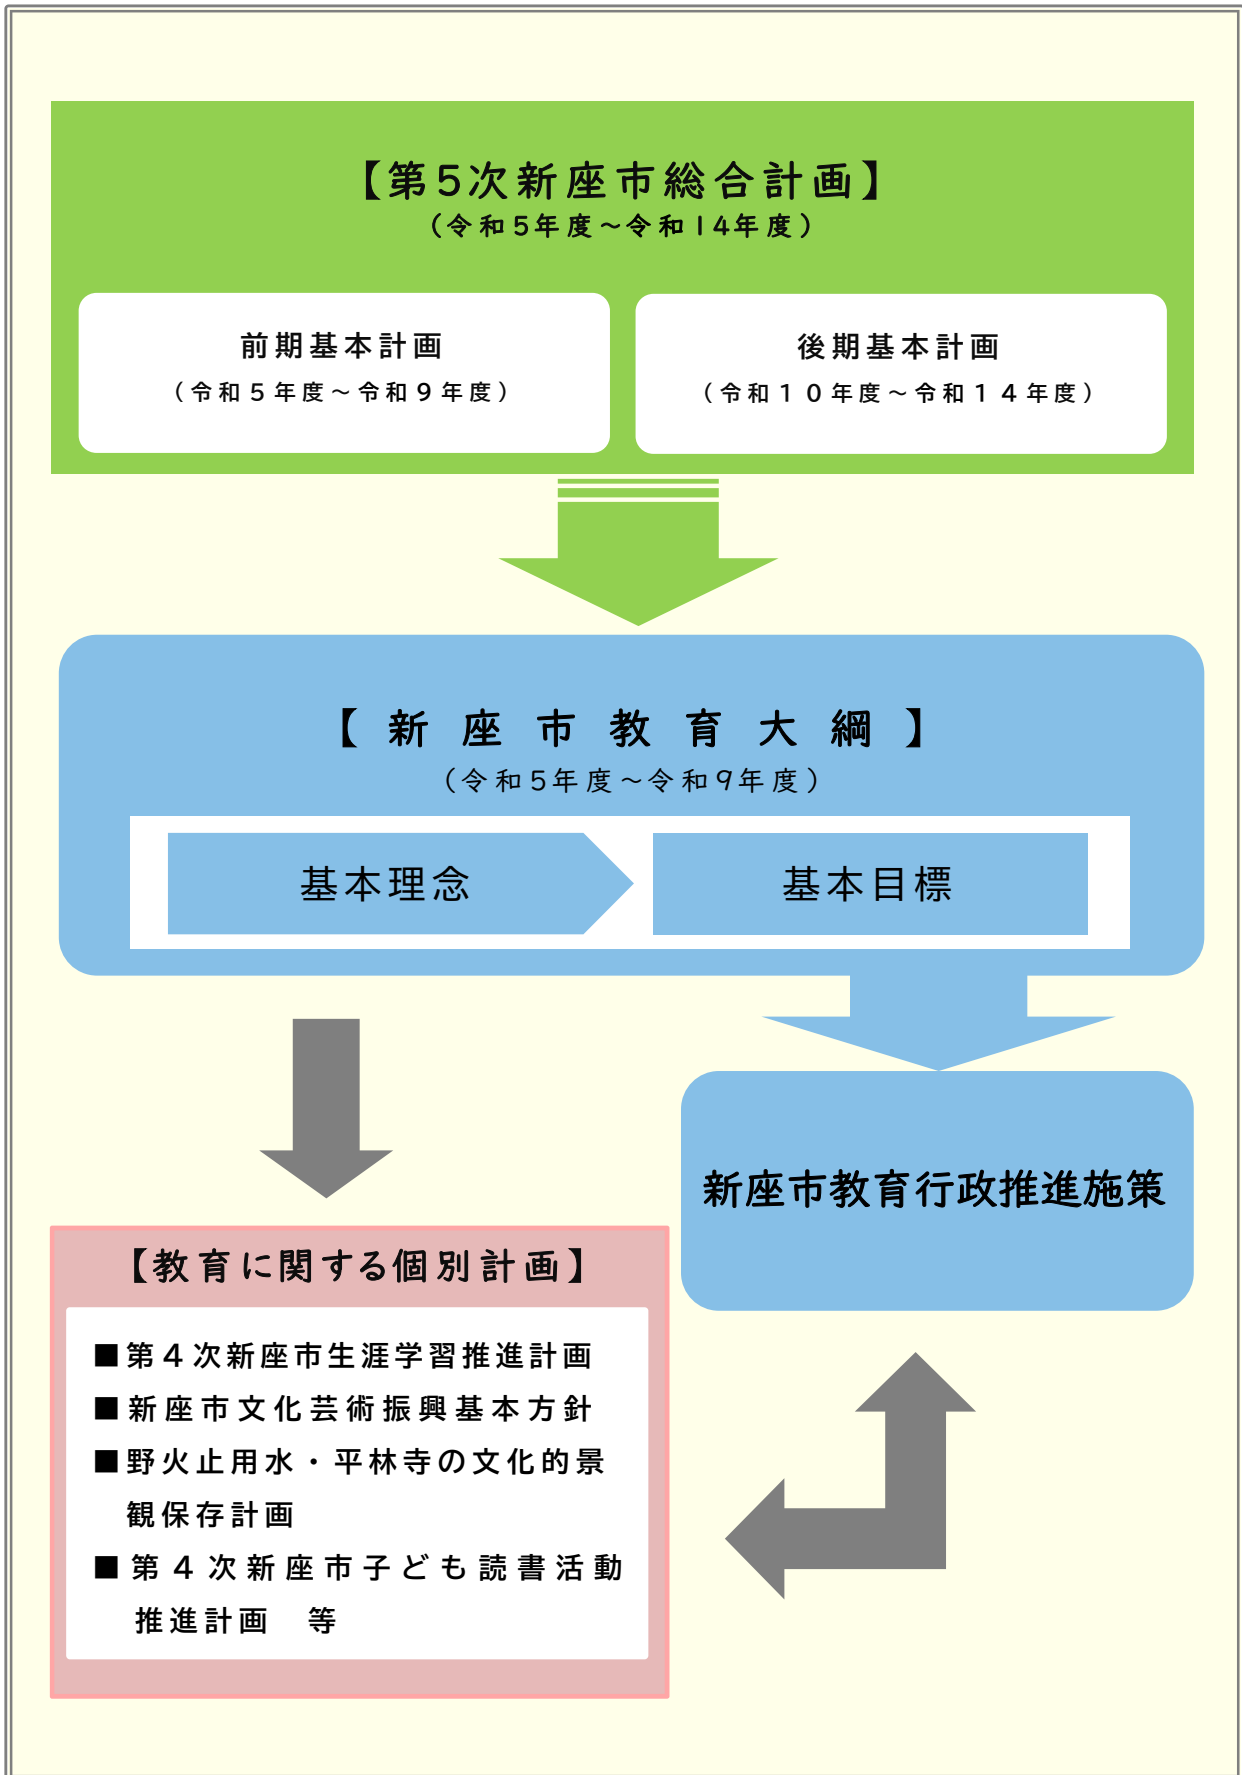 【第5次新座市総合計画】
（令和5年度～令和14年度）
前期基本計画
（令和５年度～令和９年度）
後期基本計画
（令和１０年度～令和１４年度）
【新座市教育大綱】
（令和5年度～令和9年度）
基本理念
基本目標
新座市教育行政推進施策
【教育に関する個別計画】
■第４次新座市生涯学習推進計画
■新座市文化芸術振興基本方針
■野火止用水・平林寺の文化的景
観保存計画
■第４次新座市子ども読書活動
推進計画　等